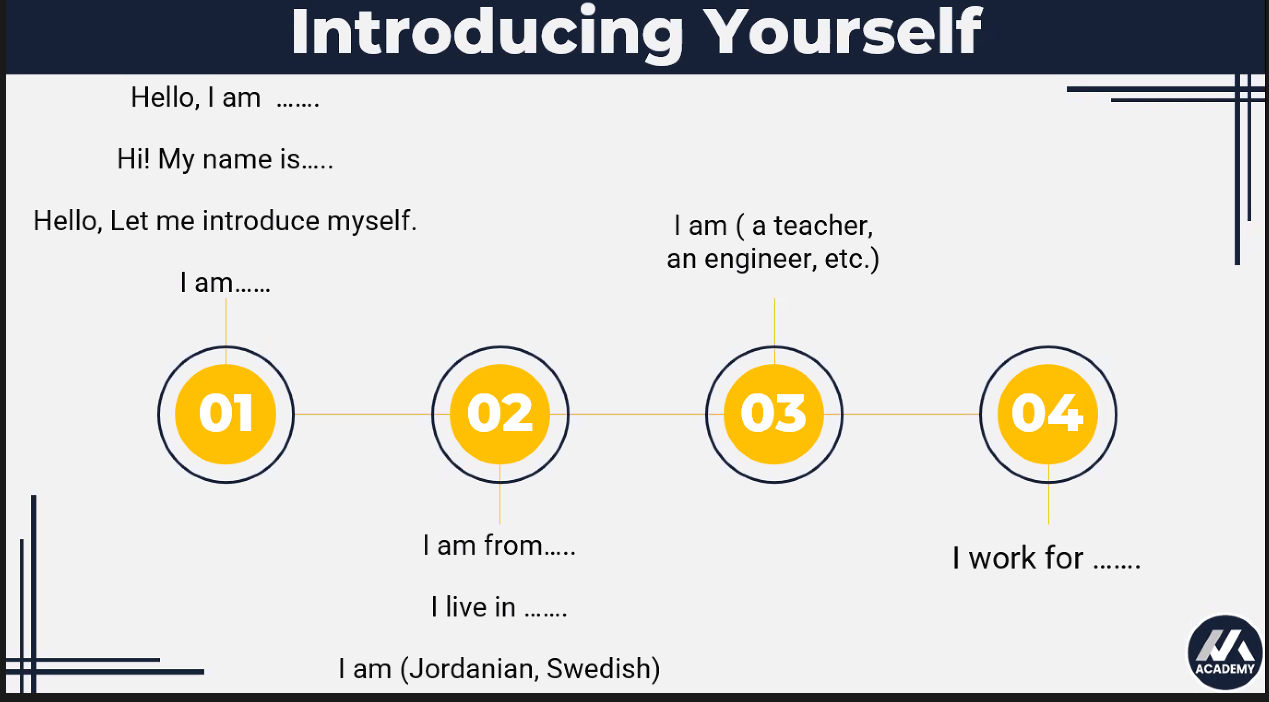 Introducing Yourself
Hello, I am .......
Hi! My name is.....
Hello, Let me introduce myself.
I am......
I am ( a teacher,
an engineer, etc.)
01
02
03
04
I am from.....
I live in .......
I am (Jordanian, Swedish)
I work for .......
ACADEMY